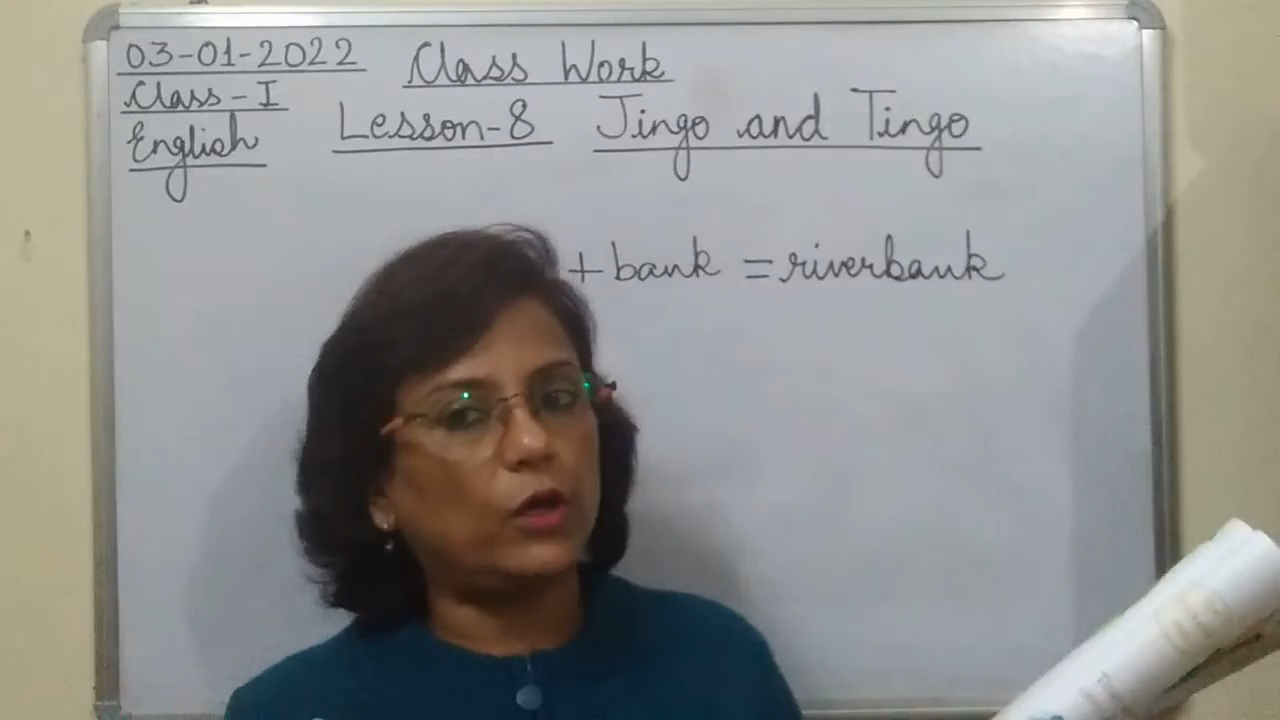 03-01-2022 Class Work
Class-I
English Lesson-8 Jingo and Tingo
+ bank = riverbank